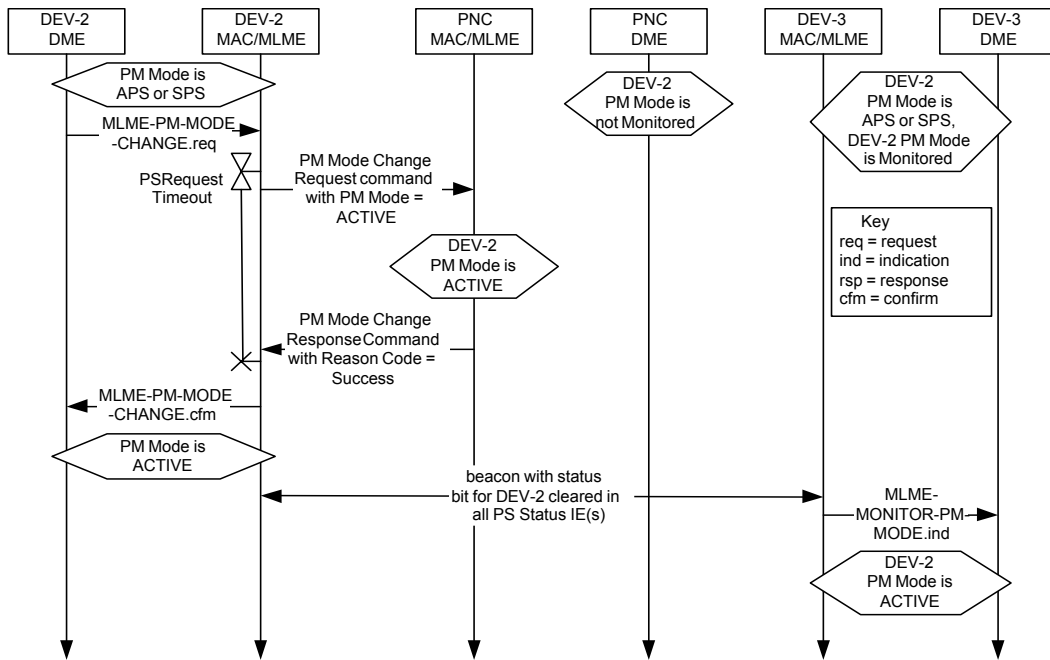 DEV-2
DME
DEV-2
MAC/MLME
PNC
MAC/MLME
PNC
DME
DEV-3
MAC/MLME
DEV-3
DME
PM Mode is
APS or SPS
DEV-2
PM Mode is
not Monitored
DEV-2
PM Mode is
APS or SPS,
DEV-2 PM Mode
is Monitored
MLME-PM-MODE
-CHANGE.req
PSRequest
Timeout
PM Mode Change
Request command
with PM Mode =
ACTIVE
Key
req = request
ind = indication
rsp = response
cfm = confirm
DEV-2
PM Mode is
ACTIVE
PM Mode Change
Response Command
with Reason Code =
Success
MLME-PM-MODE
-CHANGE.cfm
PM Mode is
ACTIVE
beacon with status
bit for DEV-2 cleared in
all PS Status IE(s)
MLME-
MONITOR-PM-
MODE.ind
DEV-2
PM Mode is
ACTIVE